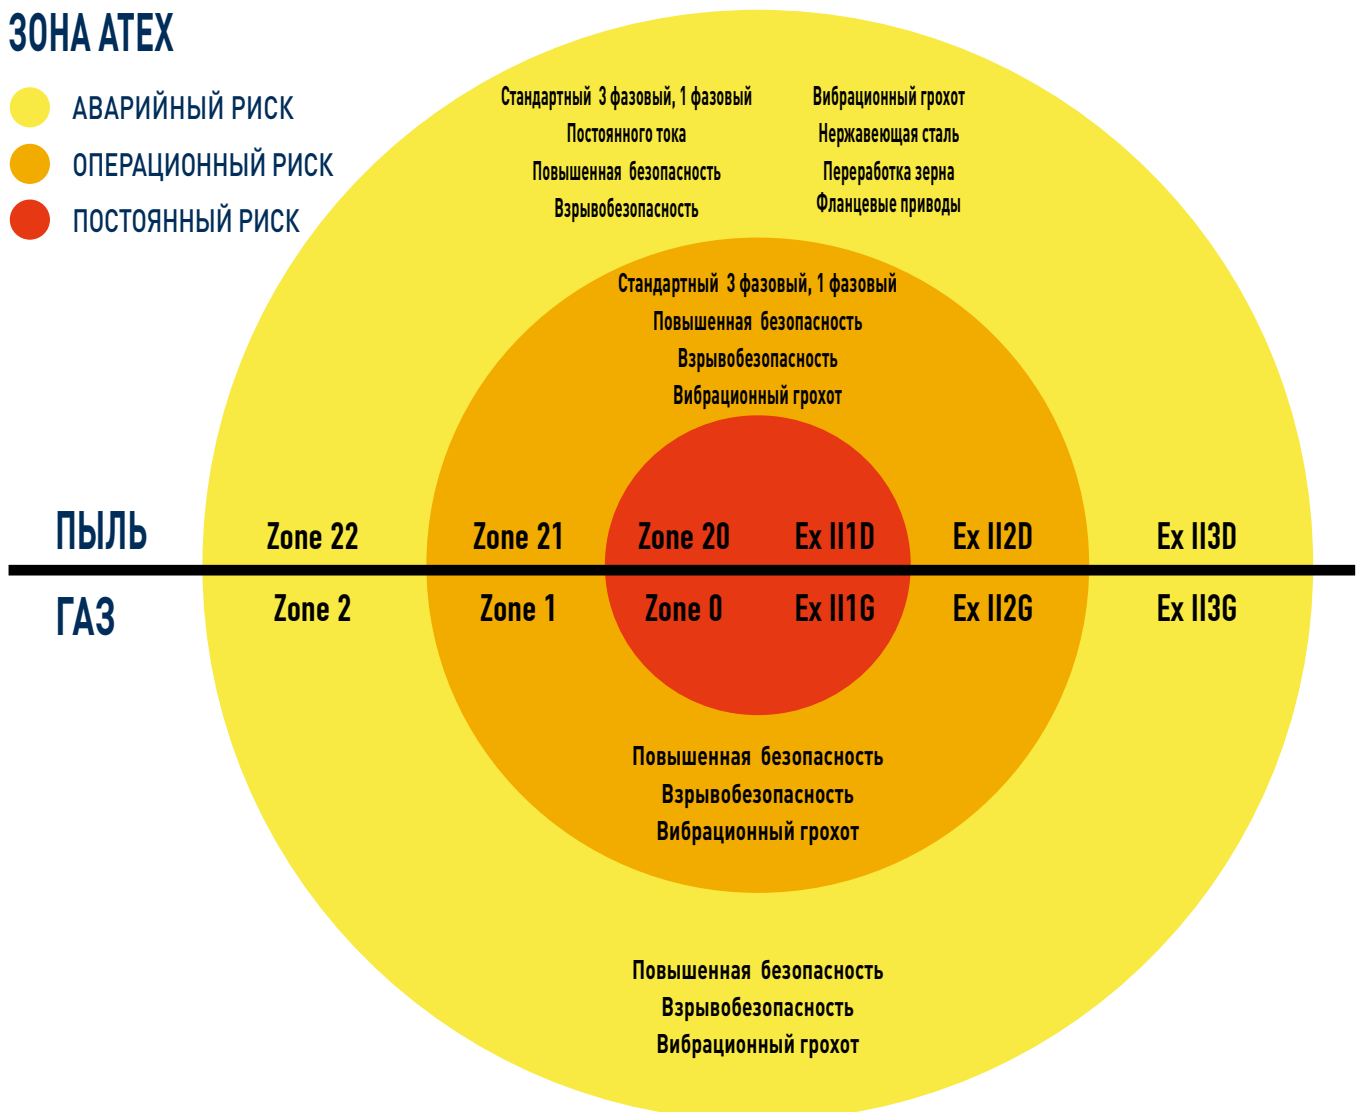 ЗОНА ATEX
АВАРИЙНЫЙ РИСК
ОПЕРАЦИОННЫЙ РИСК
ПОСТОЯННЫЙ РИСК
Стандартный 3 фазовый, 1 фазовый
Постоянного тока
Повышенная безопасность
Взрывобезопасность
Вибрационный грохот
Нержавеющая сталь
Переработка зерна
Фланцевые приводы
Стандартный 3 фазовый, 1 фазовый
Повышенная безопасность
Взрывобезопасность
Вибрационный грохот
ПЫЛЬ Zone 22 Zone 21 Zone 20 Ex II1D Ex II2D Ex II3D
ГАЗ Zone 2 Zone 1 Zone 0 Ex II1G Ex II2G Ex II3G
Повышенная безопасность
Взрывобезопасность
Вибрационный грохот
Повышенная безопасность
Взрывобезопасность
Вибрационный грохот